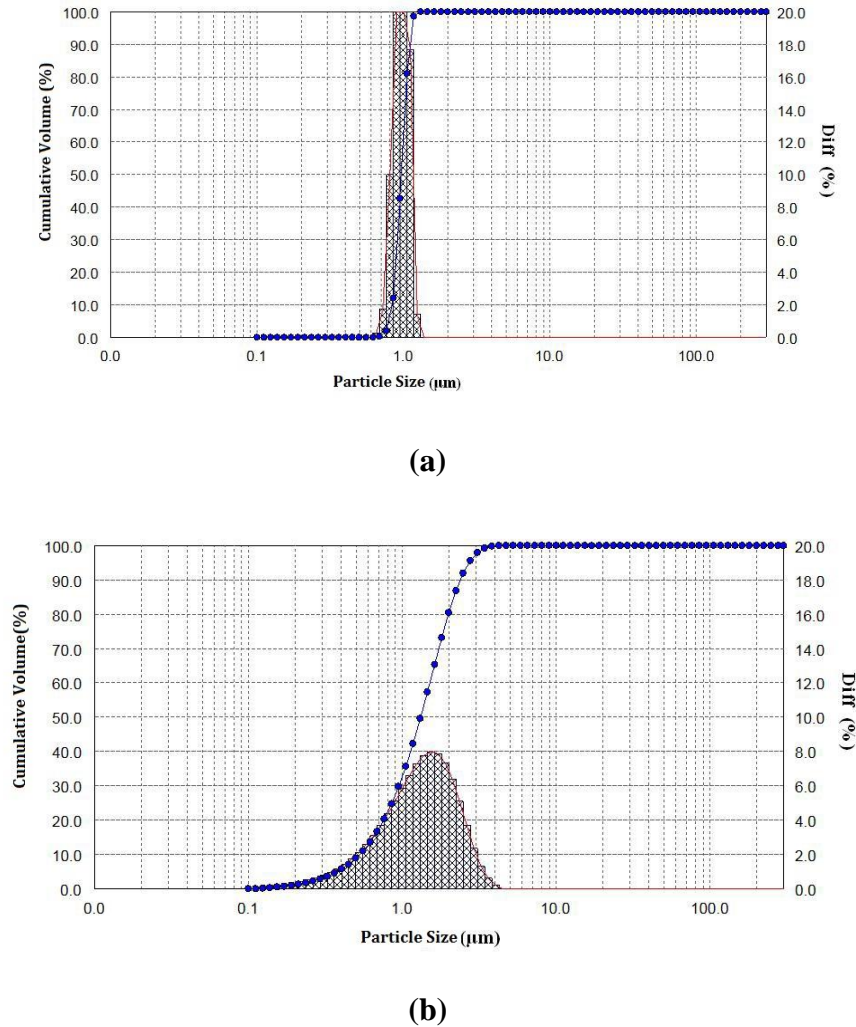 100.0 20.0
90.0 18.0
80.0 16.0
70.0 14.0
60.0 12.0
50.0 10.0
40.0 8.0
30.0 6.0
20.0 4.0
10.0 2.0
0.0 0.0
Cumulative Volume (%)
Diff (%)
0.0 0.1 1.0 10.0 100.0
Particle Size (µm)
(a)
100.0 20.0
90.0 18.0
80.0 16.0
70.0 14.0
60.0 12.0
50.0 10.0
40.0 8.0
30.0 6.0
20.0 4.0
10.0 2.0
0.0 0.0
Cumulative Volume(%)
Diff (%)
0.0 0.1 1.0 10.0 100.0
Particle Size (µm)
(b)